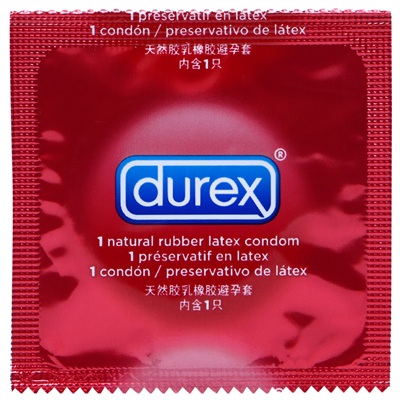 1 preservatif en latex
1 condón / preservativo de látex
天然胶乳橡胶避孕套
内含1只
durex®
1 natural rubber latex condom
1 préservatif en latex
1 condón / preservativo de látex
天然胶乳橡胶避孕套
内含1只